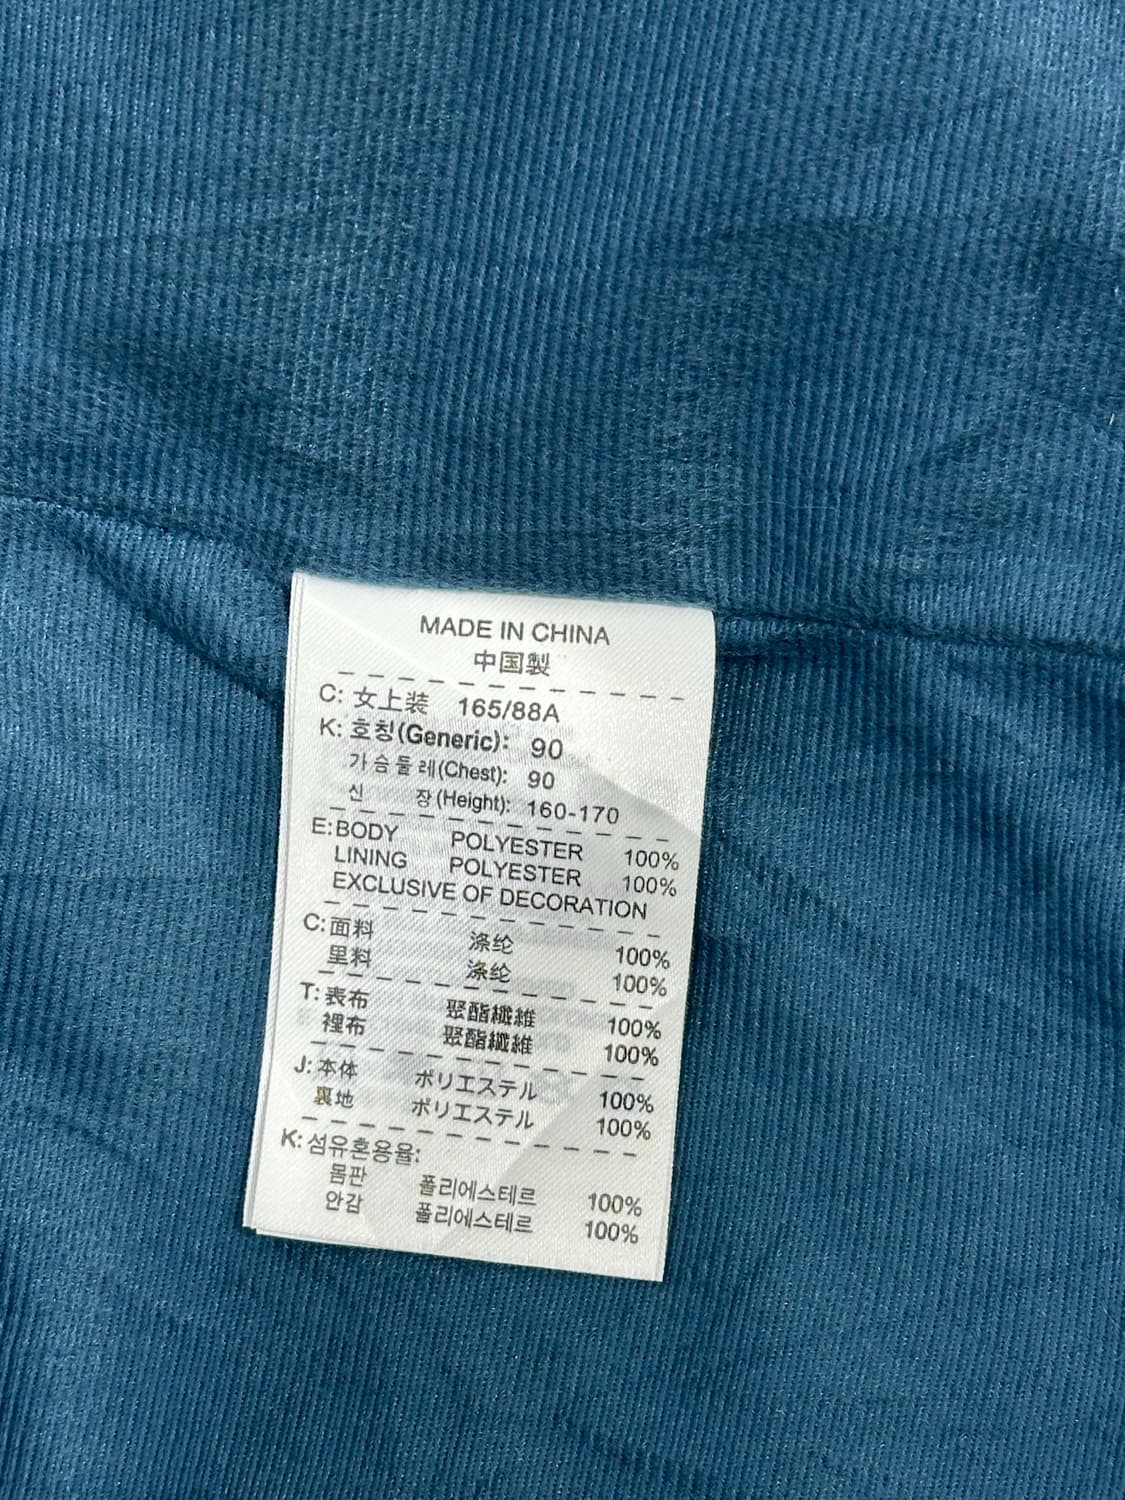 MADE IN CHINA
中国製
C: 女上装 165/88A
K: 호칭(Generic): 90
가슴둘레(Chest): 90
신 장(Height): 160-170
E:BODY POLYESTER 100%
LINING POLYESTER 100%
EXCLUSIVE OF DECORATION
C:面料 涤纶 100%
里料 涤纶 100%
T:表布 聚酯纖維 100%
裡布 聚酯纖維 100%
J:本体 ポリエステル 100%
裏地 ポリエステル 100%
K:섬유혼용율:
몸판 폴리에스테르 100%
안감 폴리에스테르 100%